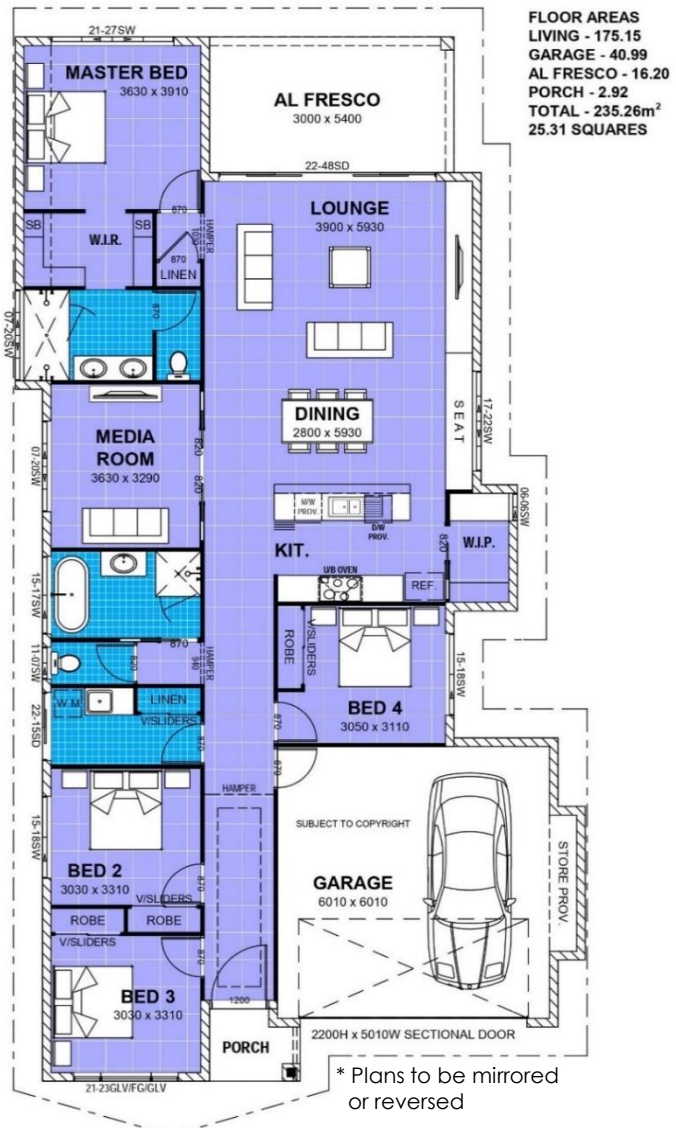 FLOOR AREAS
LIVING - 175.15
GARAGE - 40.99
AL FRESCO - 16.20
PORCH - 2.92
TOTAL - 235.26m²
25.31 SQUARES
21-27SW
MASTER BED
3630 x 3910
AL FRESCO
3000 x 5400
22-48SD
LOUNGE
3900 x 5930
870
HAMPER
1030
SB
W.I.R.
SB
870
LINEN
07-20SW
870
MEDIA
ROOM
3630 x 3290
07-20SW
820
820
DINING
2800 x 5930
SEAT
17-22SW
M/W
PROV.
D/W
PROV.
06-06SW
KIT.
820
W.I.P.
U/B OVEN
REF.
15-17SW
870
11-07SW
820
HAMPER
940
ROBE
V/SLIDERS
BED 4
3050 x 3110
15-18SW
W.M
LINEN
V/SLIDERS
870
22-15SD
870
870
HAMPER
SUBJECT TO COPYRIGHT
15-18SW
BED 2
3030 x 3310
870
V/SLIDERS
ROBE
ROBE
V/SLIDERS
GARAGE
6010 x 6010
STORE PROV.
870
BED 3
3030 x 3310
1200
PORCH
2200H x 5010W SECTIONAL DOOR
21-23GLV/FG/GLV
* Plans to be mirrored
or reversed